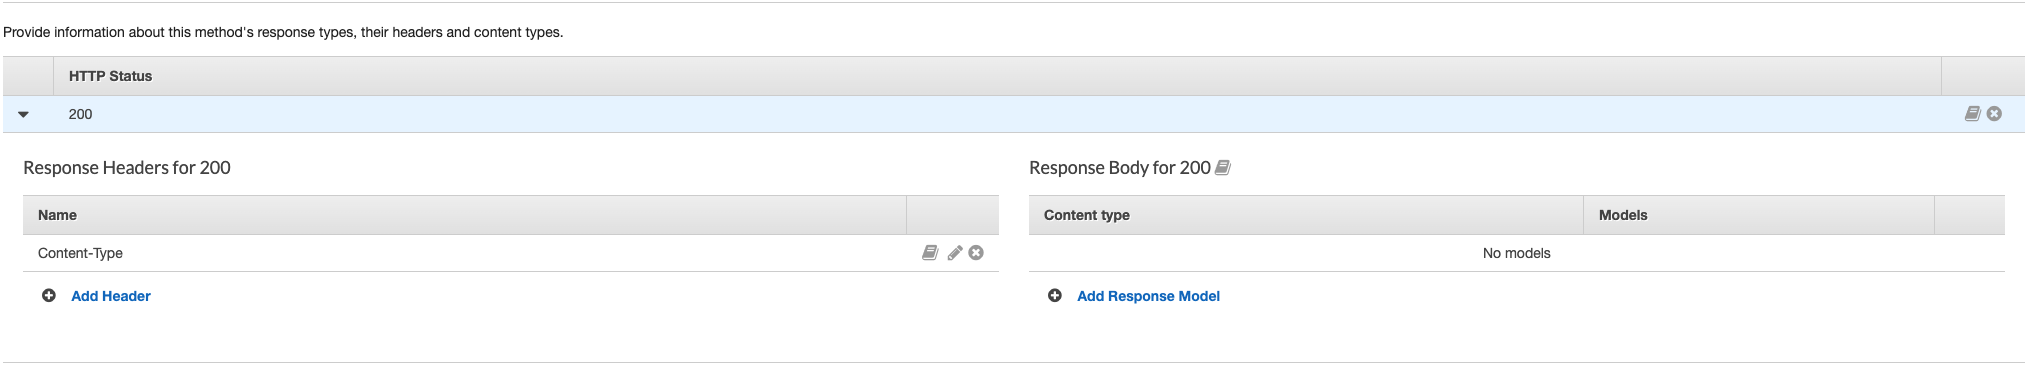 Provide information about this method's response types, their headers and content types.
HTTP Status
200
Response Headers for 200
Name
Content-Type
Add Header
Response Body for 200
Content type Models
No models
Add Response Model